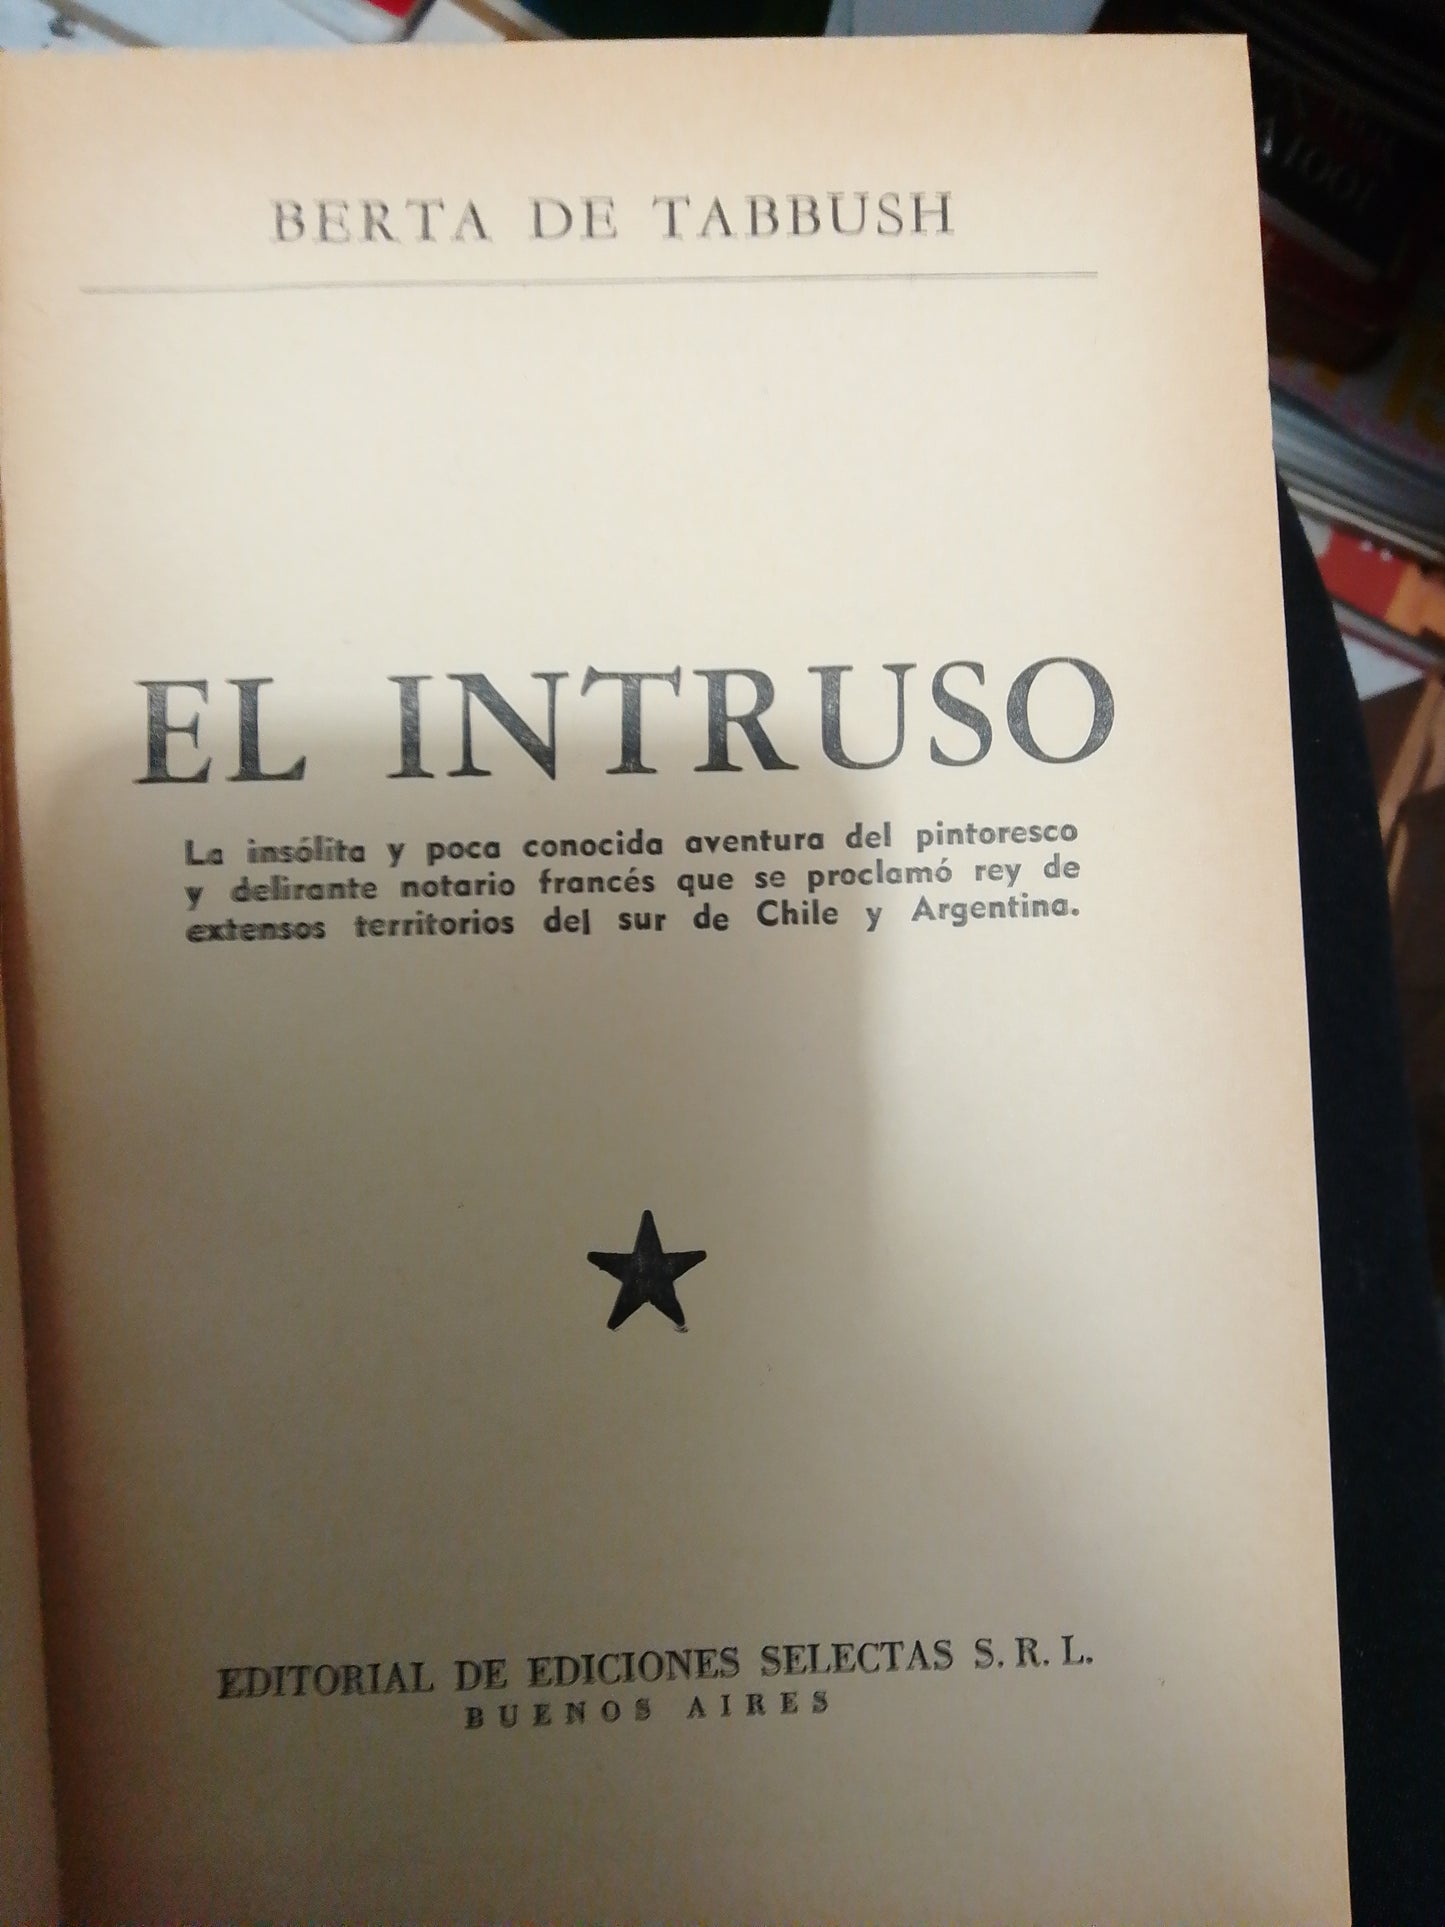 BERTA DE TABBUSH
EL INTRUSO
La insólita y poca conocida aventura del pintoresco
y delirante notario francés que se proclamó rey de
extensos territorios del sur de Chile y Argentina.
EDITORIAL DE EDICIONES SELECTAS S. R. L.
BUENOS AIRES
1001